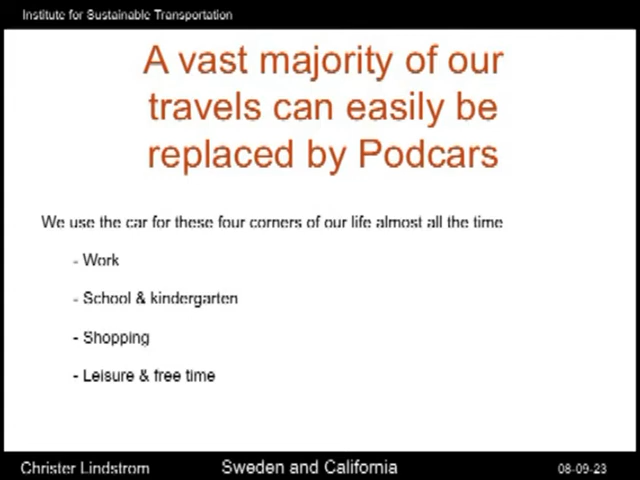 Institute for Sustainable Transportation
A vast majority of our
travels can easily be
replaced by Podcars
We use the car for these four corners of our life almost all the time
- Work
- School & kindergarten
- Shopping
- Leisure & free time
Christer Lindstrom
Sweden and California
08-09-23